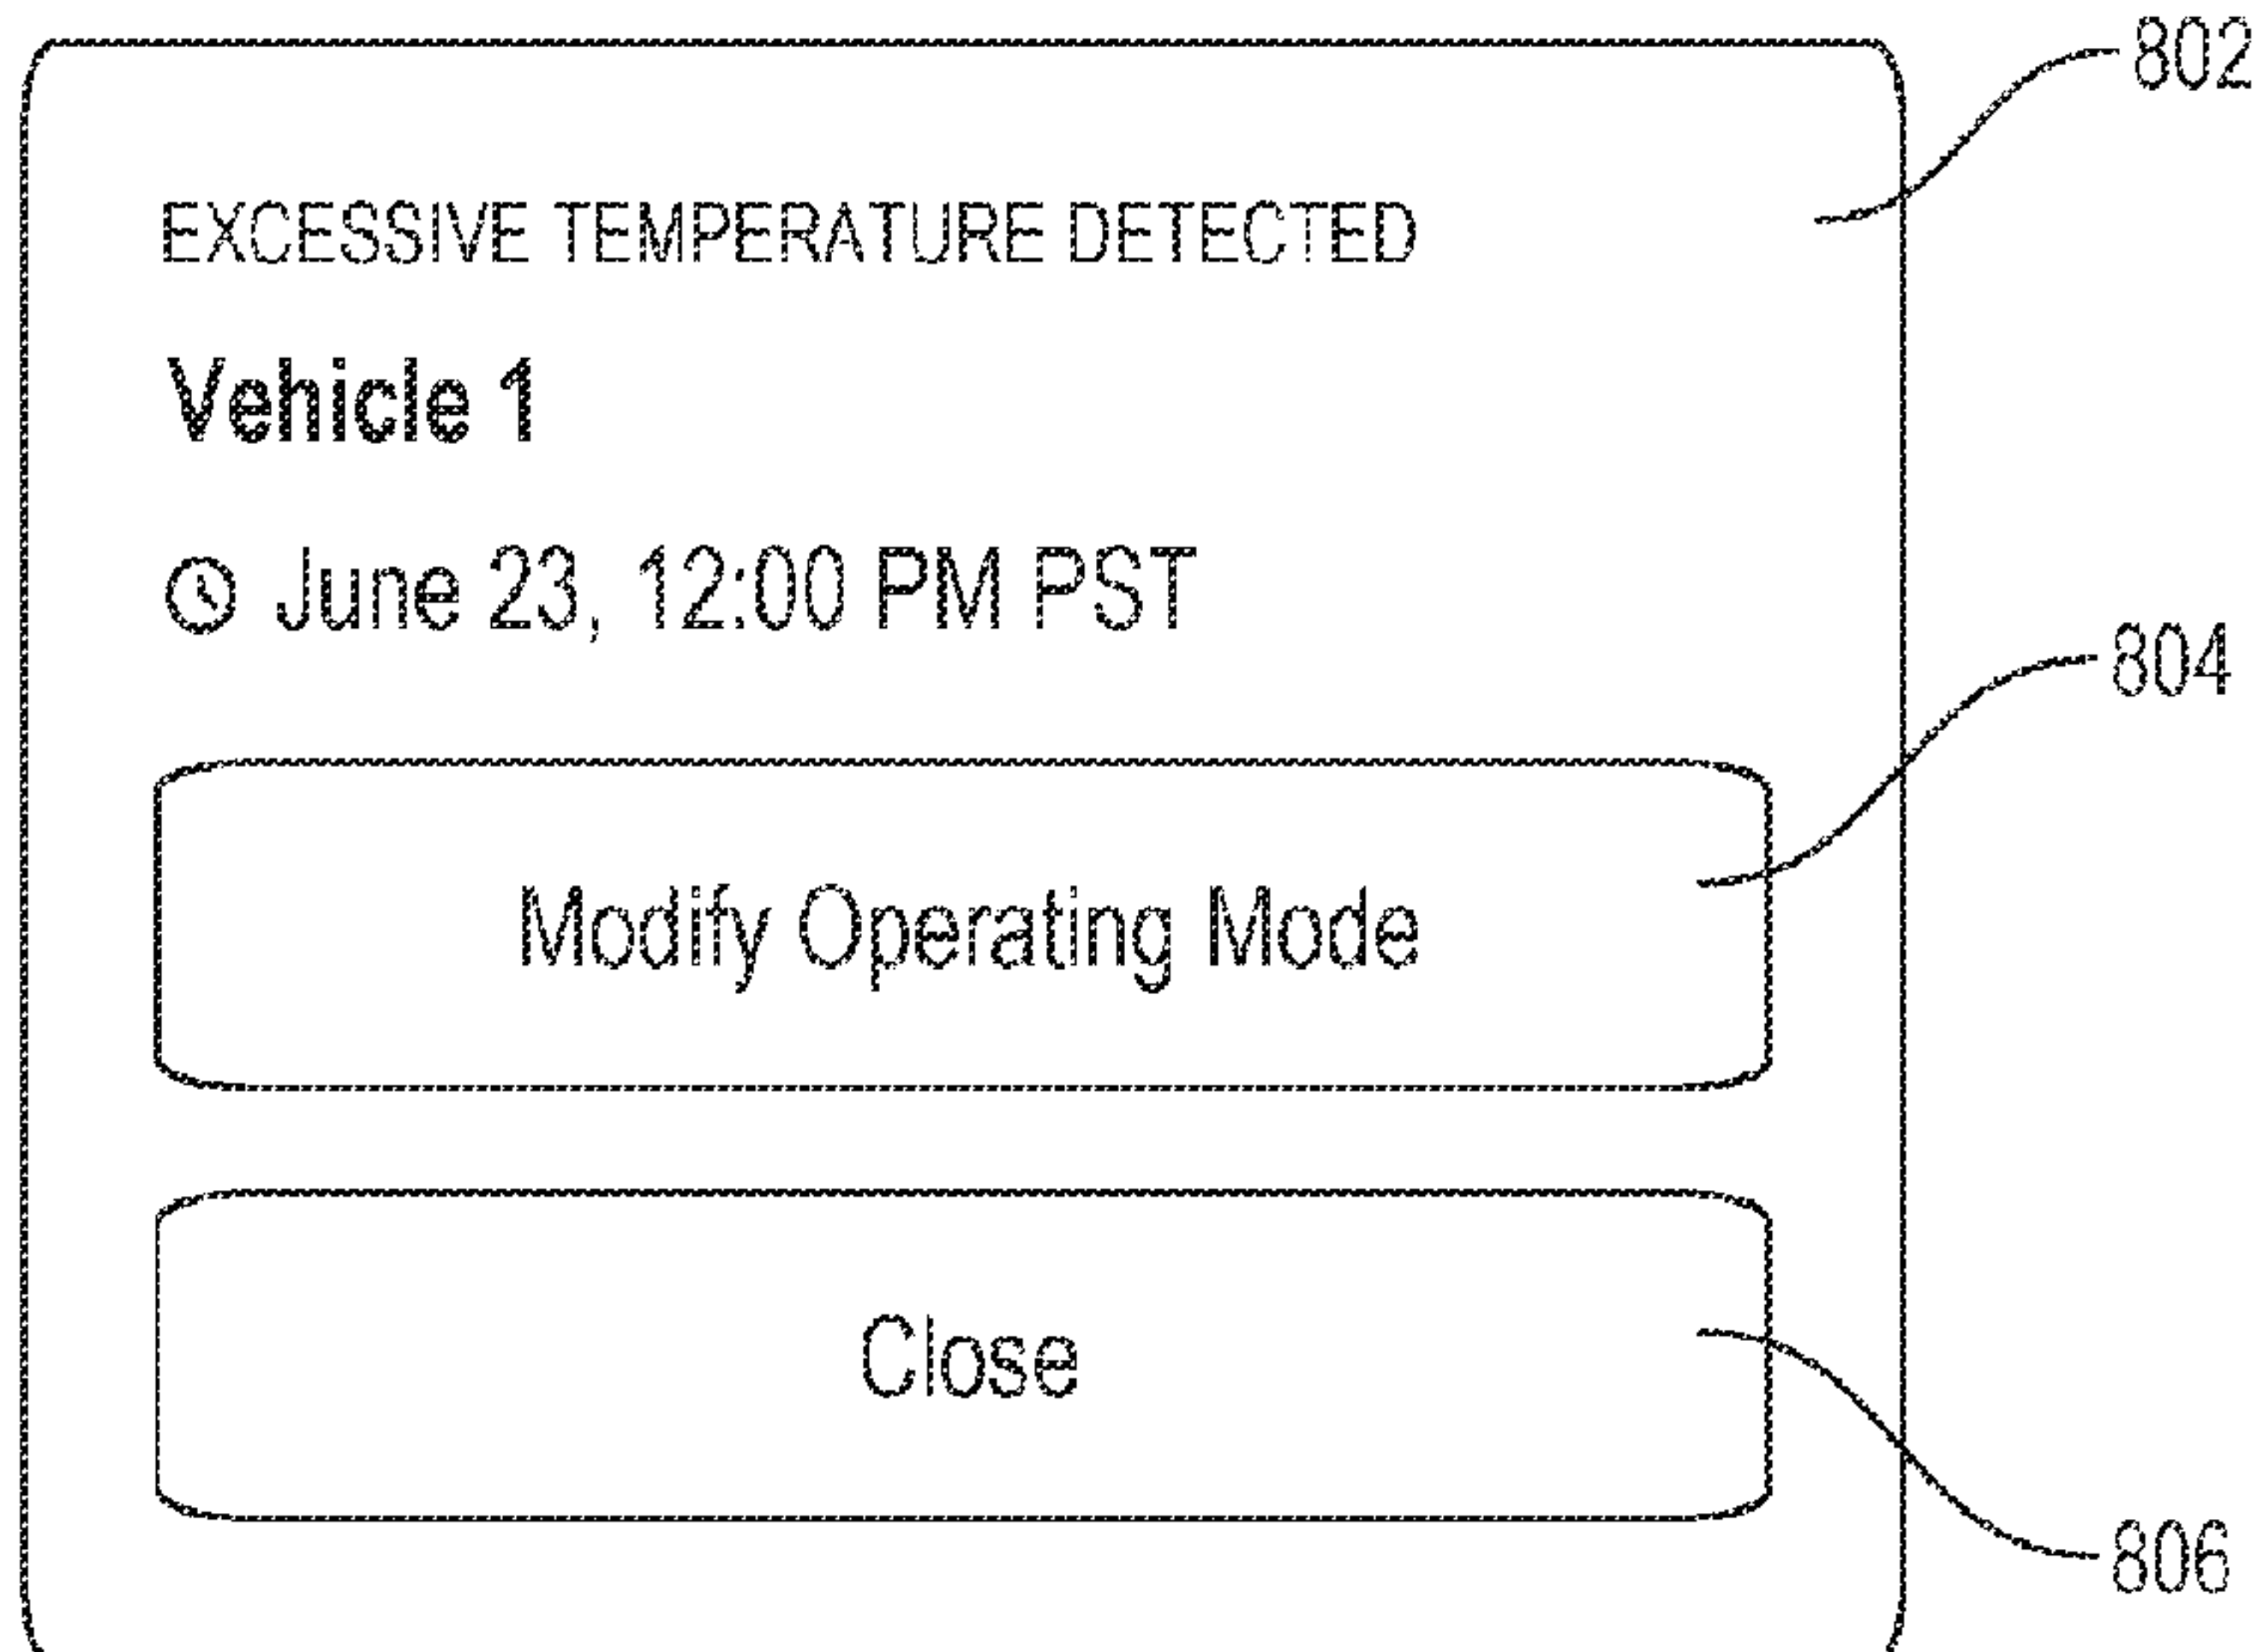 802
EXCESSIVE TEMPERATURE DETECTED
Vehicle 1
June 23, 12:00 PM PST
804
Modify Operating Mode
Close
806